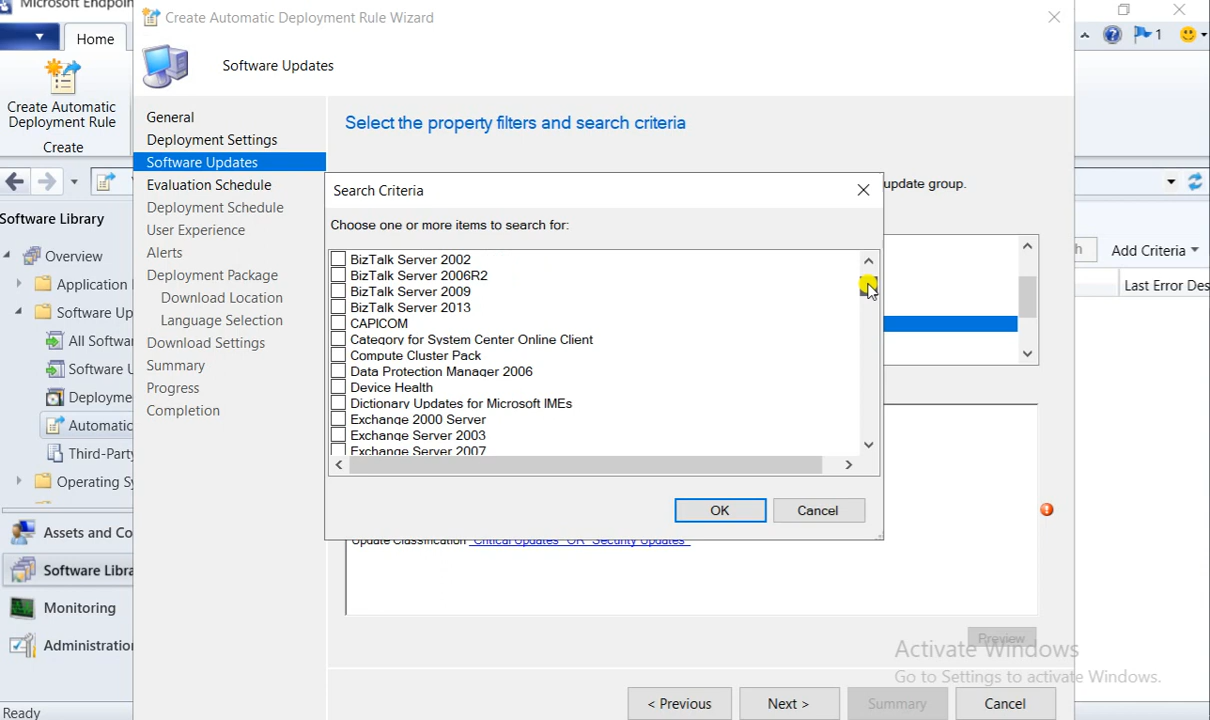 Microsoft Endpoin
Create Automatic Deployment Rule Wizard
Home
1
Software Updates
Create Automatic
Deployment Rule
Create
General
Deployment Settings
Software Updates
Evaluation Schedule
Deployment Schedule
User Experience
Alerts
Deployment Package
Download Location
Language Selection
Download Settings
Summary
Progress
Completion
Select the property filters and search criteria
update group.
Search Criteria
Choose one or more items to search for:
BizTalk Server 2002
BizTalk Server 2006R2
BizTalk Server 2009
BizTalk Server 2013
CAPICOM
Category for System Center Online Client
Compute Cluster Pack
Data Protection Manager 2006
Device Health
Dictionary Updates for Microsoft IMEs
Exchange 2000 Server
Exchange Server 2003
Exchange Server 2007
OK
Cancel
Update Classification "Critical Updates" OR "Security Updates"
Preview
Software Library
Overview
Application
Software Up
All Softwar
Software U
Deployme
Automatic
Third-Party
Operating Sy
Assets and Co
Software Libra
Monitoring
Administration
Ready
h
Add Criteria
Last Error Des
Activate Windows
Go to Settings to activate Windows.
< Previous
Next >
Summary
Cancel